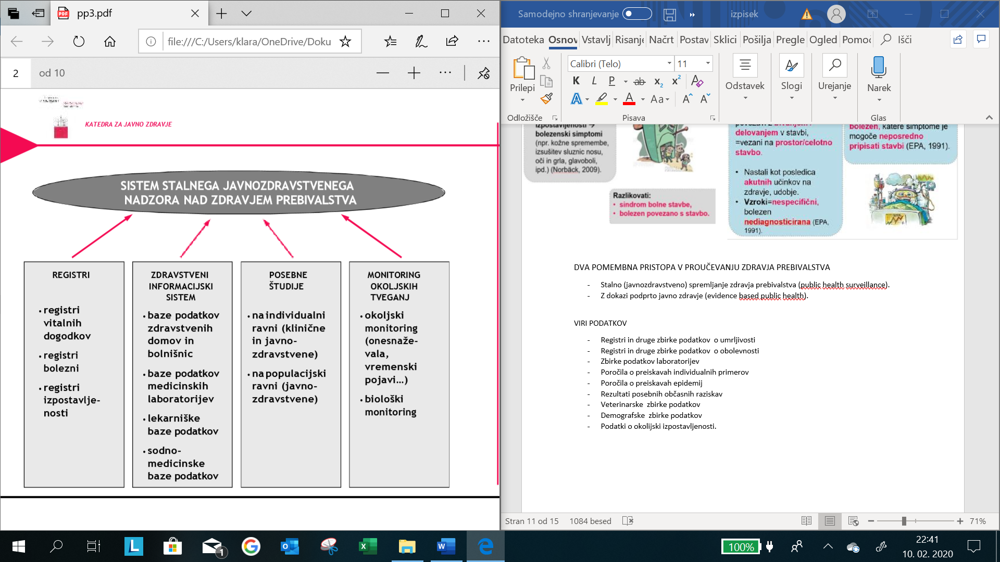 pp3.pdf
file:///C:/Users/klara/OneDrive/Doku
2
od 10
KATEDRA ZA JAVNO ZDRAVJE
SISTEM STALNEGA JAVNOZDRAVSTVENEGA
NADZORA NAD ZDRAVJEM PREBIVALSTVA
REGISTRI
• registri
vitalnih
dogodkov
• registri
bolezni
• registri
izpostavlje-
nosti
ZDRAVSTVENI
INFORMACIJSKI
SISTEM
• baze podatkov
zdravstvenih
domov in
bolnišnic
• baze podatkov
medicinskih
laboratorijev
• lekarniške
baze podatkov
• sodno-
medicinske
baze podatkov
POSEBNE
ŠTUDIJE
• na individualni
ravni (klinične
in javno-
zdravstvene)
• na populacijski
ravni (javno-
zdravstvene)
MONITORING
OKOLJSKIH
TVEGANJ
• okoljski
monitoring
(onesnaže-
vala,
vremenski
pojavi...)
• biološki
monitoring
Samodejno shranjevanje
izpisek
Datoteka Osnov Vstavlj Risanje Načrt Postav Sklici Pošilja Pregle Ogled Pomoč Išči
Prilepi
Calibri (Telo) 11
K L P ab x₂ x² A
A A Aa A A
Odstavek
Slogi
Urejanje
Narek
Odložišče
Pisava
Glas
izpostavljenosti →
bolezenski simptomi
(npr. kožne spremembe,
izsušitev sluznic nosu,
oči in grla, glavoboli,
ipd.) (Norbäck, 2009).
Razlikovati:
• sindrom bolne stavbe,
• bolezen povezano s stavbo.
povezavi z bivanjem /
delovanjem v stavbi,
=vezani na prostor/celotno
stavbo.
• Nastali kot posledica
akutnih učinkov na
zdravje, udobje.
• Vzroki=nespecifični,
bolezen
nediagnosticirana (EPA,
1991).
bolezen, katere simptome je
mogoče neposredno
pripisati stavbi (EPA, 1991).
DVA POMEMBNA PRISTOPA V PROUČEVANJU ZDRAVJA PREBIVALSTVA
- Stalno (javnozdravstveno) spremljanje zdravja prebivalstva (public health surveillance).
- Z dokazi podprto javno zdravje (evidence based public health).
VIRI PODATKOV
- Registri in druge zbirke podatkov o umrljivosti
- Registri in druge zbirke podatkov o obolevnosti
- Zbirke podatkov laboratorijev
- Poročila o preiskavah individualnih primerov
- Poročila o preiskavah epidemij
- Rezultati posebnih občasnih raziskav
- Veterinarske zbirke podatkov
- Demografske zbirke podatkov
- Podatki o okolijski izpostavljenosti.
Stran 11 od 15 1084 besed
71%
1
100%
22:41
10. 02. 2020